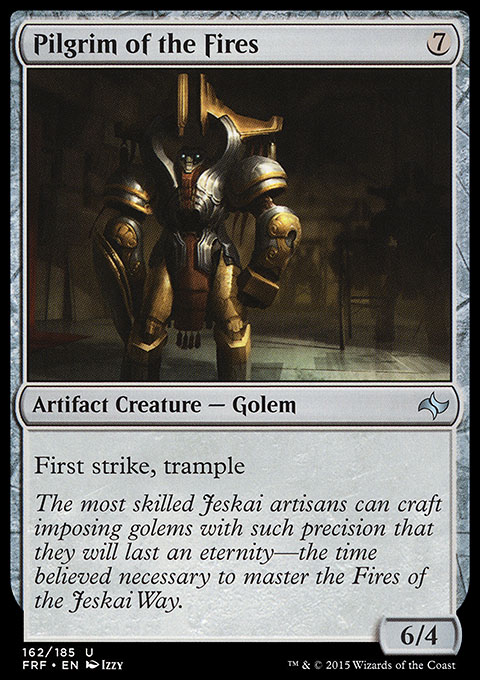 Pilgrim of the Fires 7
Artifact Creature — Golem
First strike, trample
The most skilled Jeskai artisans can craft
imposing golems with such precision that
they will last an eternity—the time
believed necessary to master the Fires of
the Jeskai Way.
6/4
162/185 U
FRF • EN Izzy
™ & © 2015 Wizards of the Coast